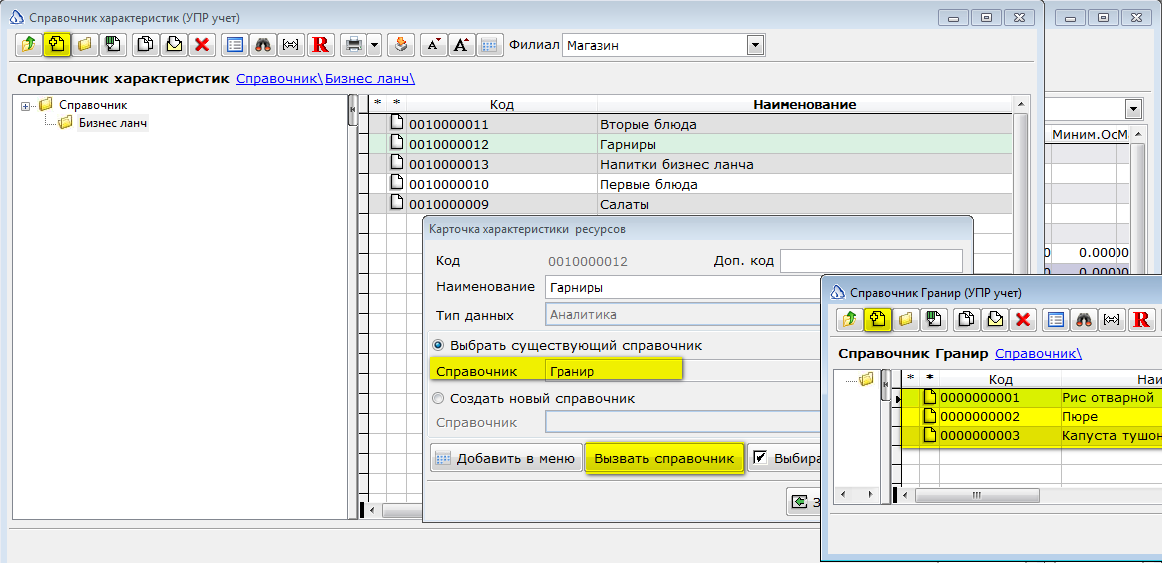 Справочник характеристик (УПР учет)
R A A Филиал Магазин
Справочник характеристик Справочник\ Бизнес ланч\
Справочник
Бизнес ланч
* * Код Наименование
0010000011 Вторые блюда
0010000012 Гарниры
0010000013 Напитки бизнес ланча
0010000010 Первые блюда
0010000009 Салаты
Миним.Ос
0.0000
0.0000
Карточка характеристики ресурсов
Код 0010000012 Доп. код
Наименование Гарниры
Тип данных Аналитика
Выбрать существующий справочник
Справочник Гранир
Создать новый справочник
Справочник
Добавить в меню Вызвать справочник Выбира
З
Справочник Гранир (УПР учет)
R
Справочник Гранир Справочник\
* * Код Наи
0000000001 Рис отварной
0000000002 Пюре
0000000003 Капуста тушон